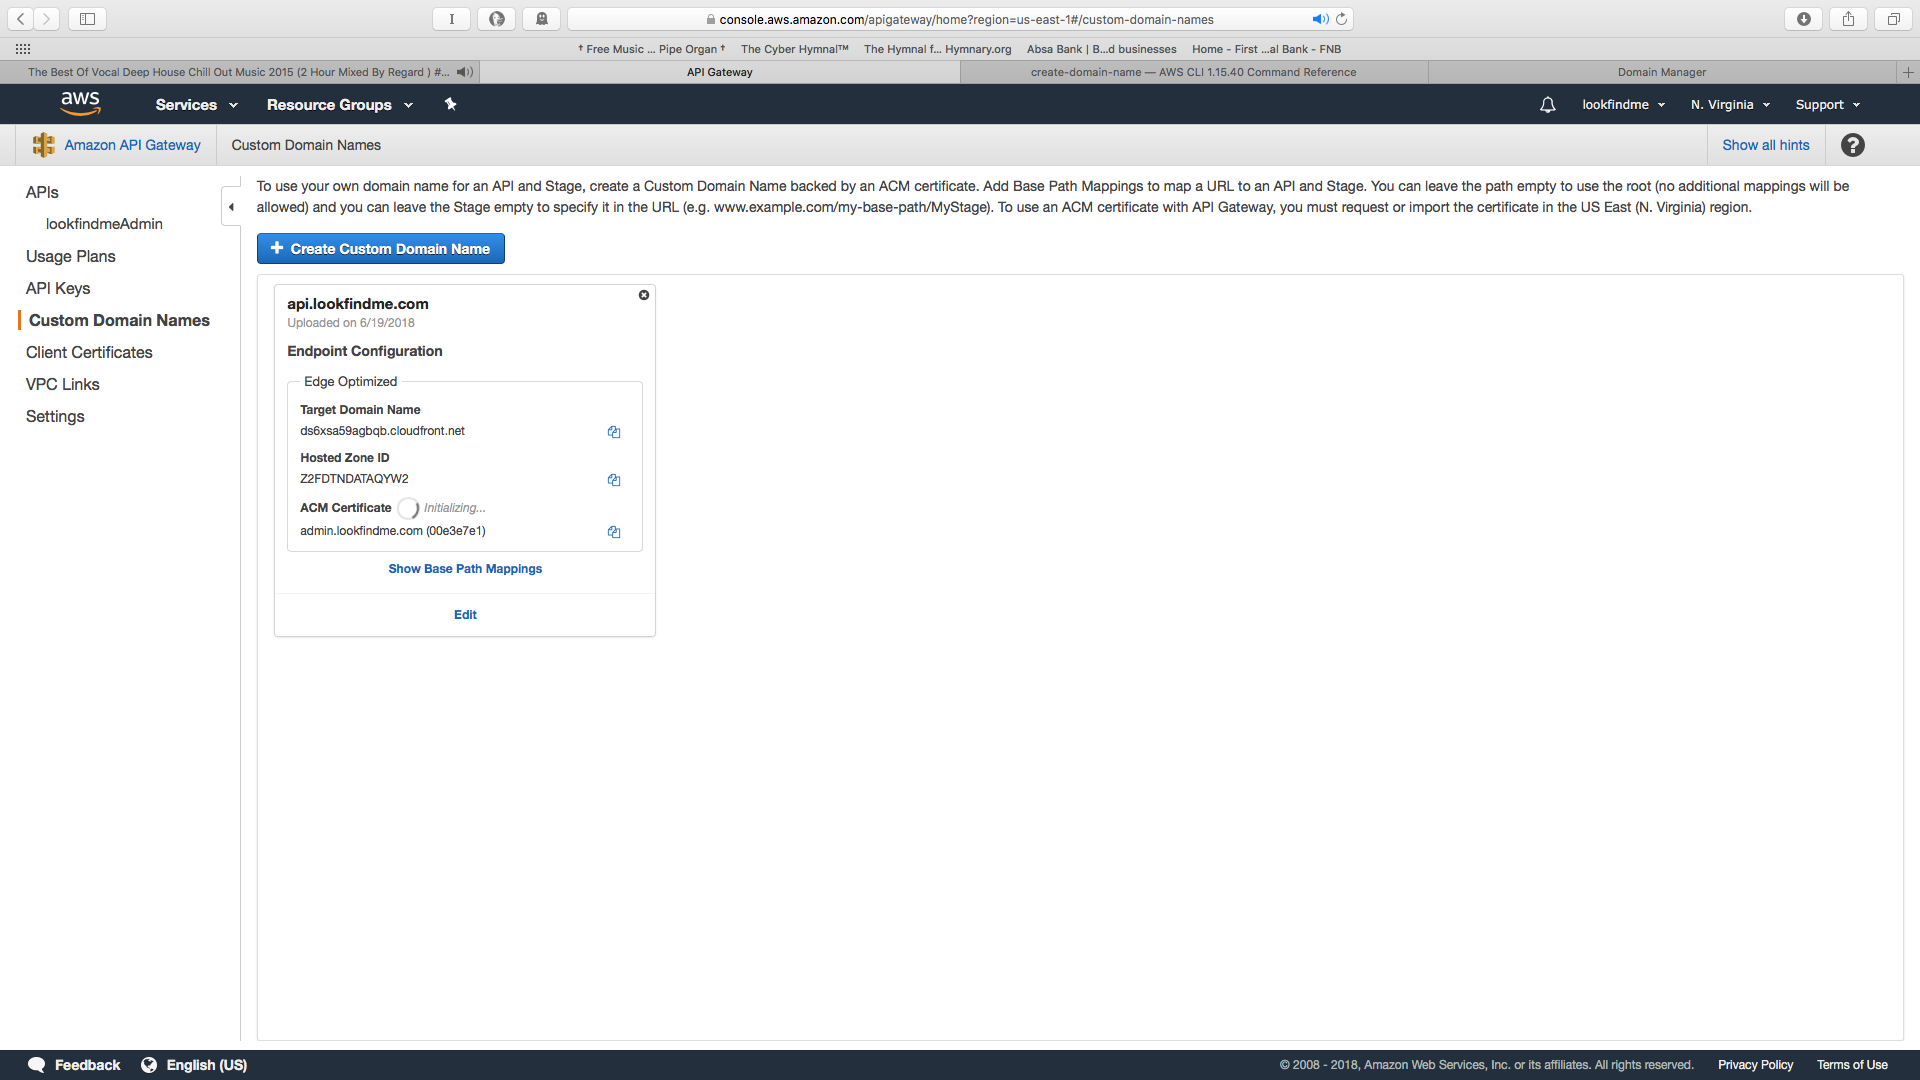 console.aws.amazon.com/apigateway/home?region=us-east-1#/custom-domain-names
† Free Music ... Pipe Organ † The Cyber Hymnal™ The Hymnal f... Hymnary.org Absa Bank | B...d businesses Home - First ...al Bank - FNB
The Best Of Vocal Deep House Chill Out Music 2015 (2 Hour Mixed By Regard ) #... API Gateway create-domain-name — AWS CLI 1.15.40 Command Reference Domain Manager
aws Services Resource Groups lookfindme N. Virginia Support
Amazon API Gateway Custom Domain Names Show all hints ?
APIs
lookfindmeAdmin
Usage Plans
API Keys
Custom Domain Names
Client Certificates
VPC Links
Settings
To use your own domain name for an API and Stage, create a Custom Domain Name backed by an ACM certificate. Add Base Path Mappings to map a URL to an API and Stage. You can leave the path empty to use the root (no additional mappings will be
allowed) and you can leave the Stage empty to specify it in the URL (e.g. www.example.com/my-base-path/MyStage). To use an ACM certificate with API Gateway, you must request or import the certificate in the US East (N. Virginia) region.
+ Create Custom Domain Name
api.lookfindme.com
Uploaded on 6/19/2018
Endpoint Configuration
Edge Optimized
Target Domain Name
ds6xsa59agbqb.cloudfront.net
Hosted Zone ID
Z2FDTNDATAQYW2
ACM Certificate Initializing...
admin.lookfindme.com (00e3e7e1)
Show Base Path Mappings
Edit
Feedback English (US) © 2008 - 2018, Amazon Web Services, Inc. or its affiliates. All rights reserved. Privacy Policy Terms of Use